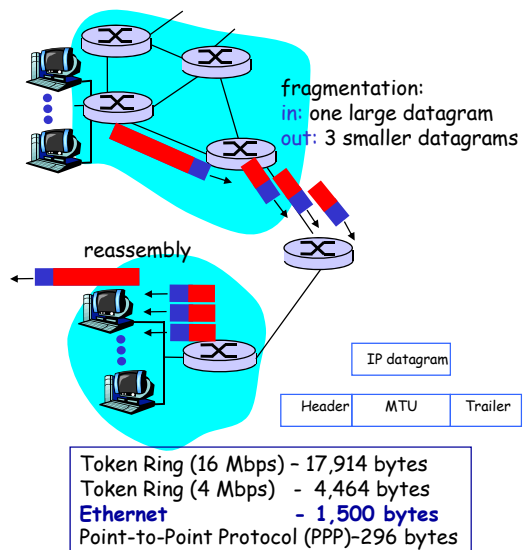 fragmentation:
in: one large datagram
out: 3 smaller datagrams
reassembly
IP datagram
Header MTU Trailer
Token Ring (16 Mbps) – 17,914 bytes
Token Ring (4 Mbps) - 4,464 bytes
Ethernet - 1,500 bytes
Point-to-Point Protocol (PPP)–296 bytes